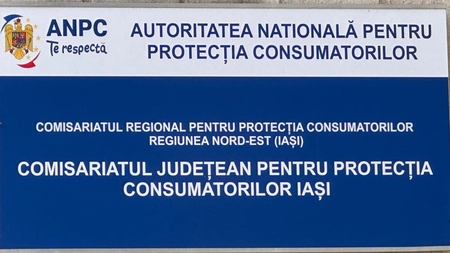 ANPC
Te respectă
AUTORITATEA NATIONALĂ PENTRU
PROTECȚIA CONSUMATORILOR
COMISARIATUL REGIONAL PENTRU PROTECȚIA CONSUMATORILOR
REGIUNEA NORD-EST (IAȘI)
COMISARIATUL JUDEȚEAN PENTRU PROTECȚIA
CONSUMATORILOR IAȘI